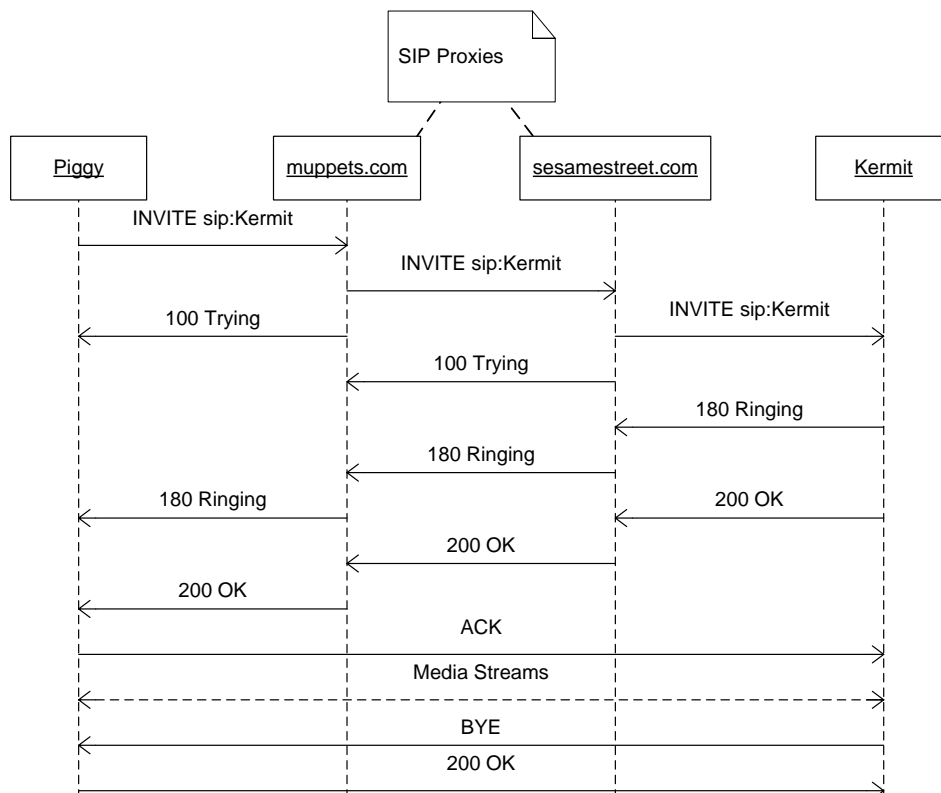 SIP Proxies
Piggy
muppets.com
sesamestreet.com
Kermit
INVITE sip:Kermit
INVITE sip:Kermit
100 Trying
INVITE sip:Kermit
100 Trying
180 Ringing
180 Ringing
180 Ringing
200 OK
200 OK
200 OK
ACK
Media Streams
BYE
200 OK